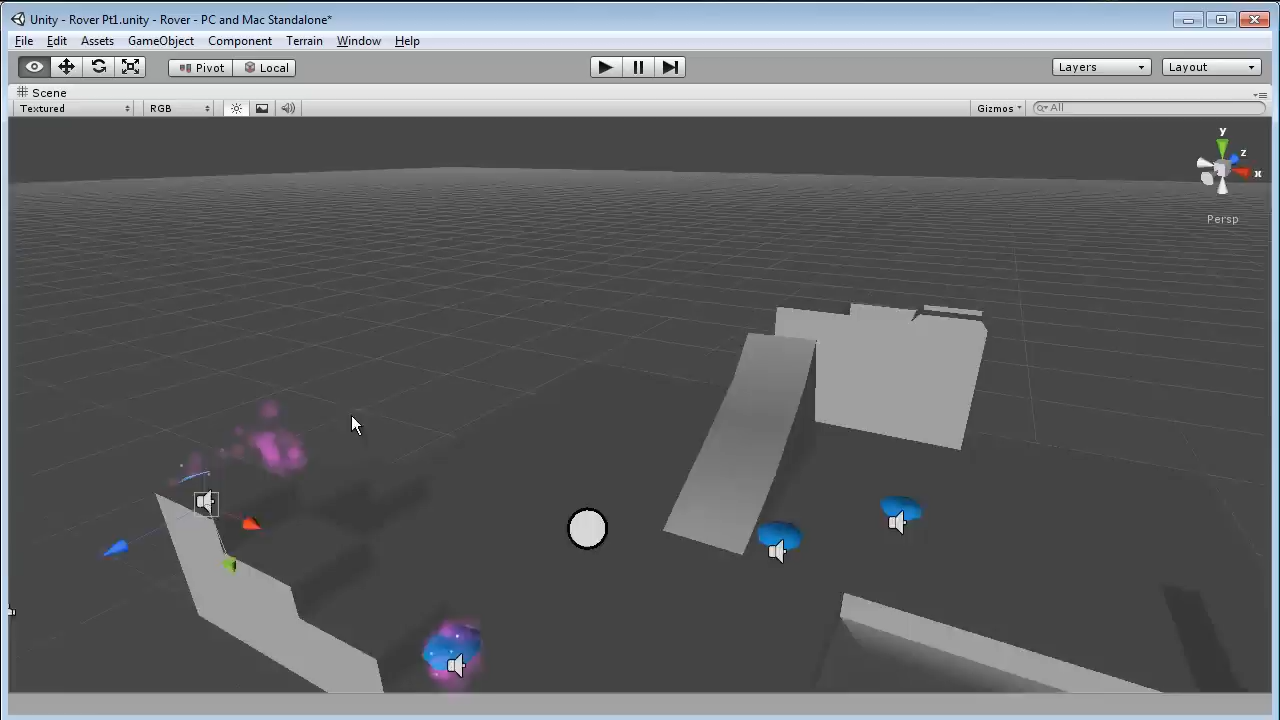 Unity - Rover Pt1.unity - Rover - PC and Mac Standalone*
File Edit Assets GameObject Component Terrain Window Help
Pivot Local Layers Layout
Scene
Textured RGB Gizmos All
y
z
x
Persp